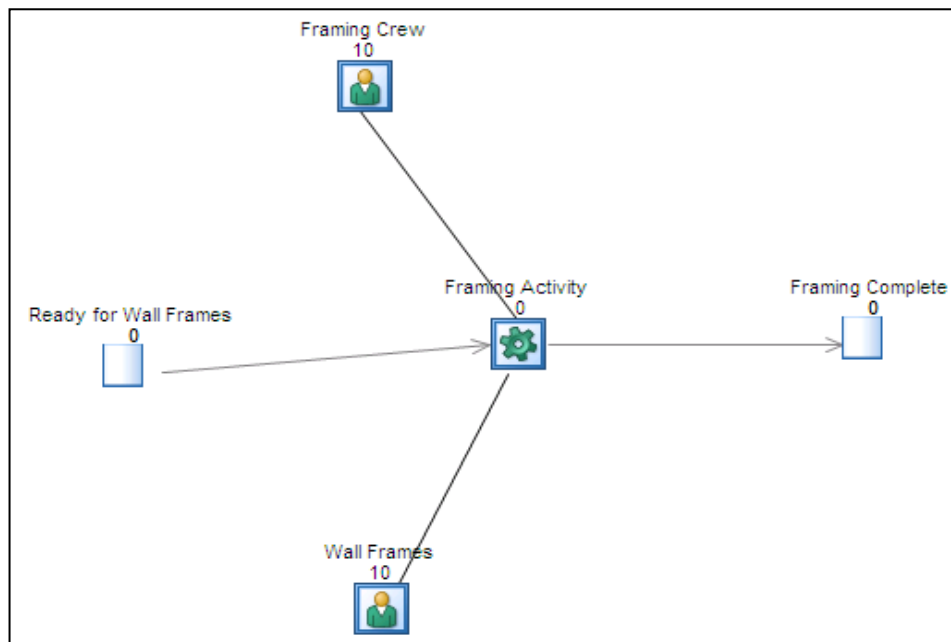 Framing Crew
10
Framing Activity
0
Framing Complete
0
Ready for Wall Frames
0
Wall Frames
10